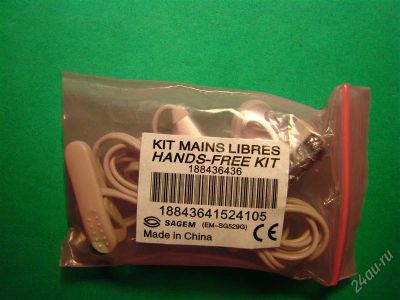 KIT MAINS LIBRES
HANDS-FREE KIT
188436436
18843641524105
SAGEM (EM-SG529G) CE
Made in China
24au.ru